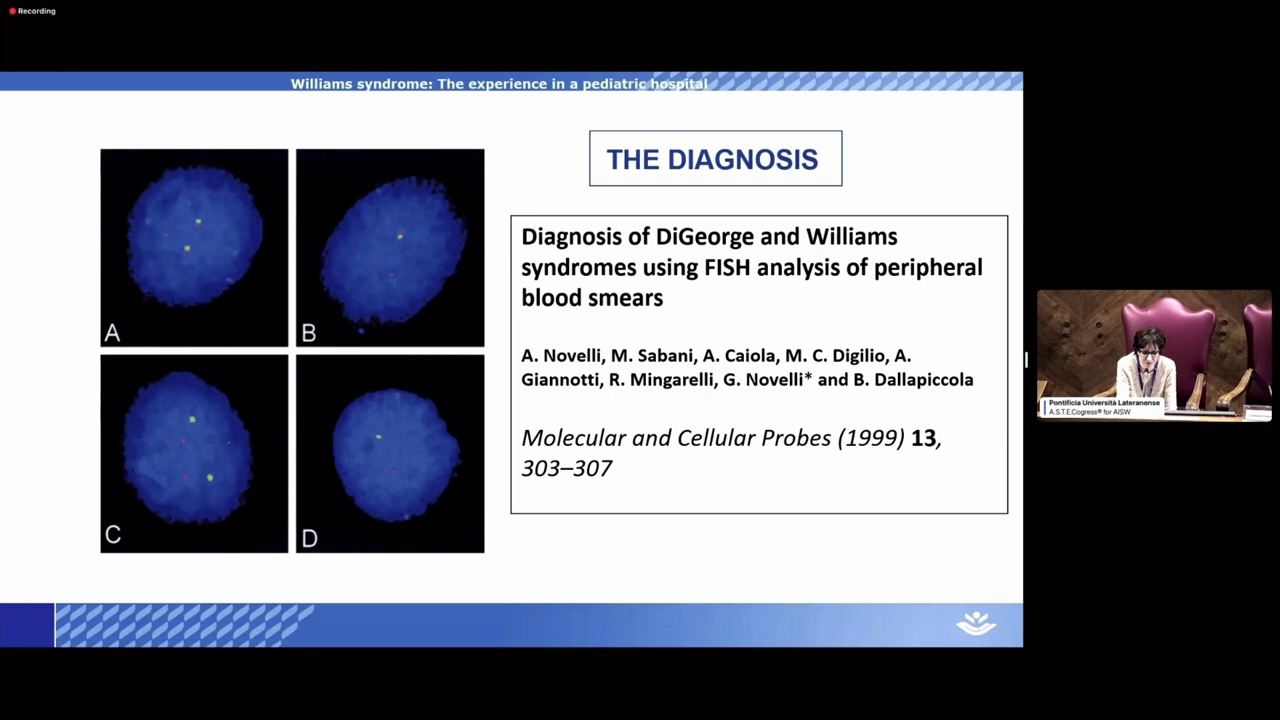 Recording
Williams syndrome: The experience in a pediatric hospital
THE DIAGNOSIS
A
B
C
D
Diagnosis of DiGeorge and Williams
syndromes using FISH analysis of peripheral
blood smears
A. Novelli, M. Sabani, A. Caiola, M. C. Digilio, A.
Giannotti, R. Mingarelli, G. Novelli* and B. Dallapiccola
Molecular and Cellular Probes (1999) 13,
303–307
Pontificia Università Lateranense
A.S.T.E.Cogress® for AISW